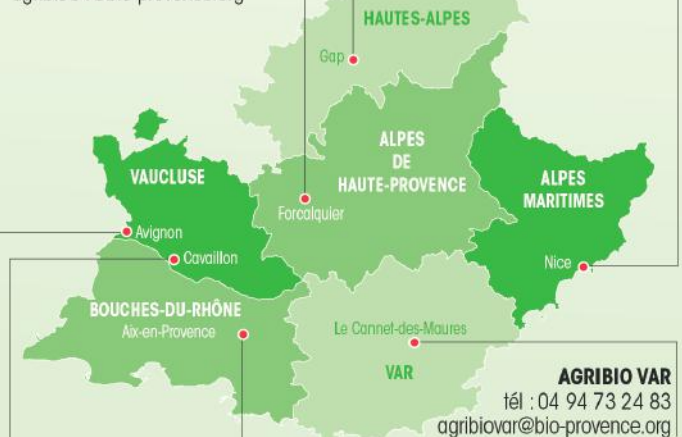 HAUTES-ALPES
Gap
ALPES
DE
HAUTE-PROVENCE
VAUCLUSE
ALPES
MARITIMES
Forcalquier
Avignon
Cavaillon
Nice
BOUCHES-DU-RHÔNE
Aix-en-Provence
Le Cannet-des-Maures
VAR
AGRIBIO VAR
tél : 04 94 73 24 83
agribiovar@bio-provence.org